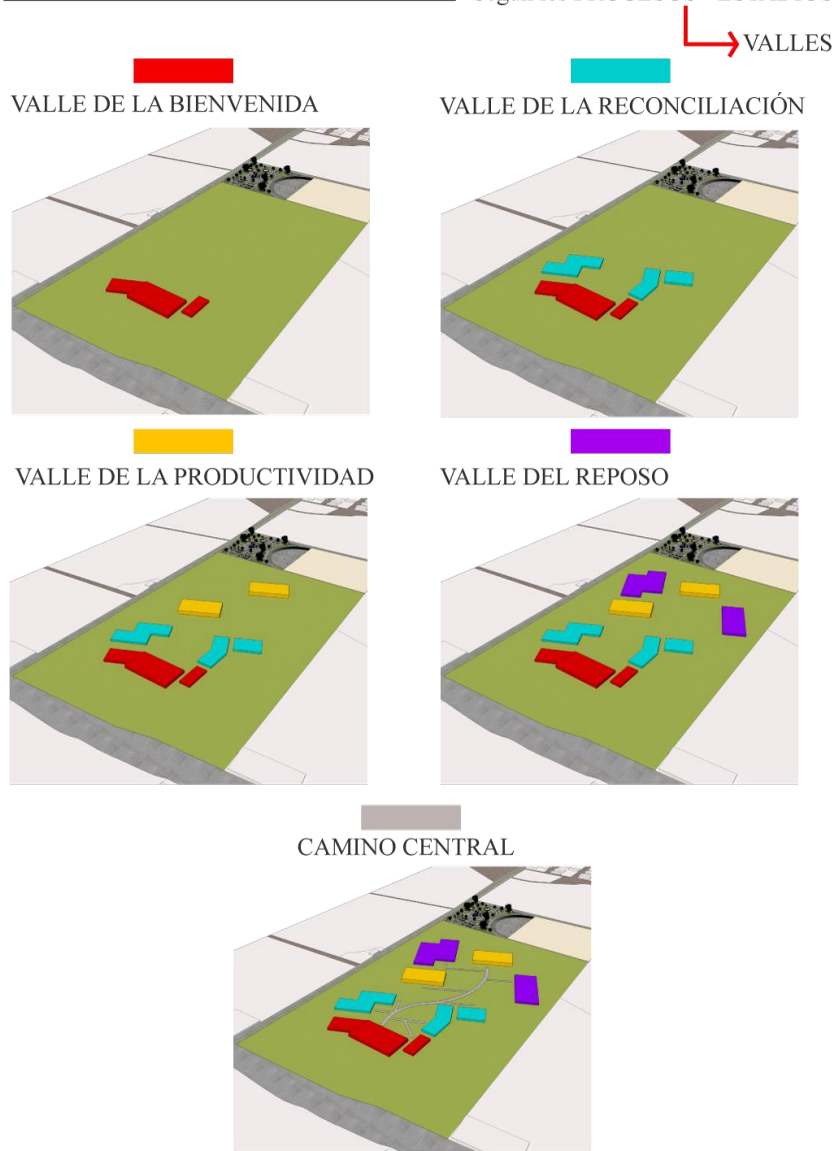 VALLES
VALLE DE LA BIENVENIDA
VALLE DE LA RECONCILIACIÓN
VALLE DE LA PRODUCTIVIDAD
VALLE DEL REPOSO
CAMINO CENTRAL